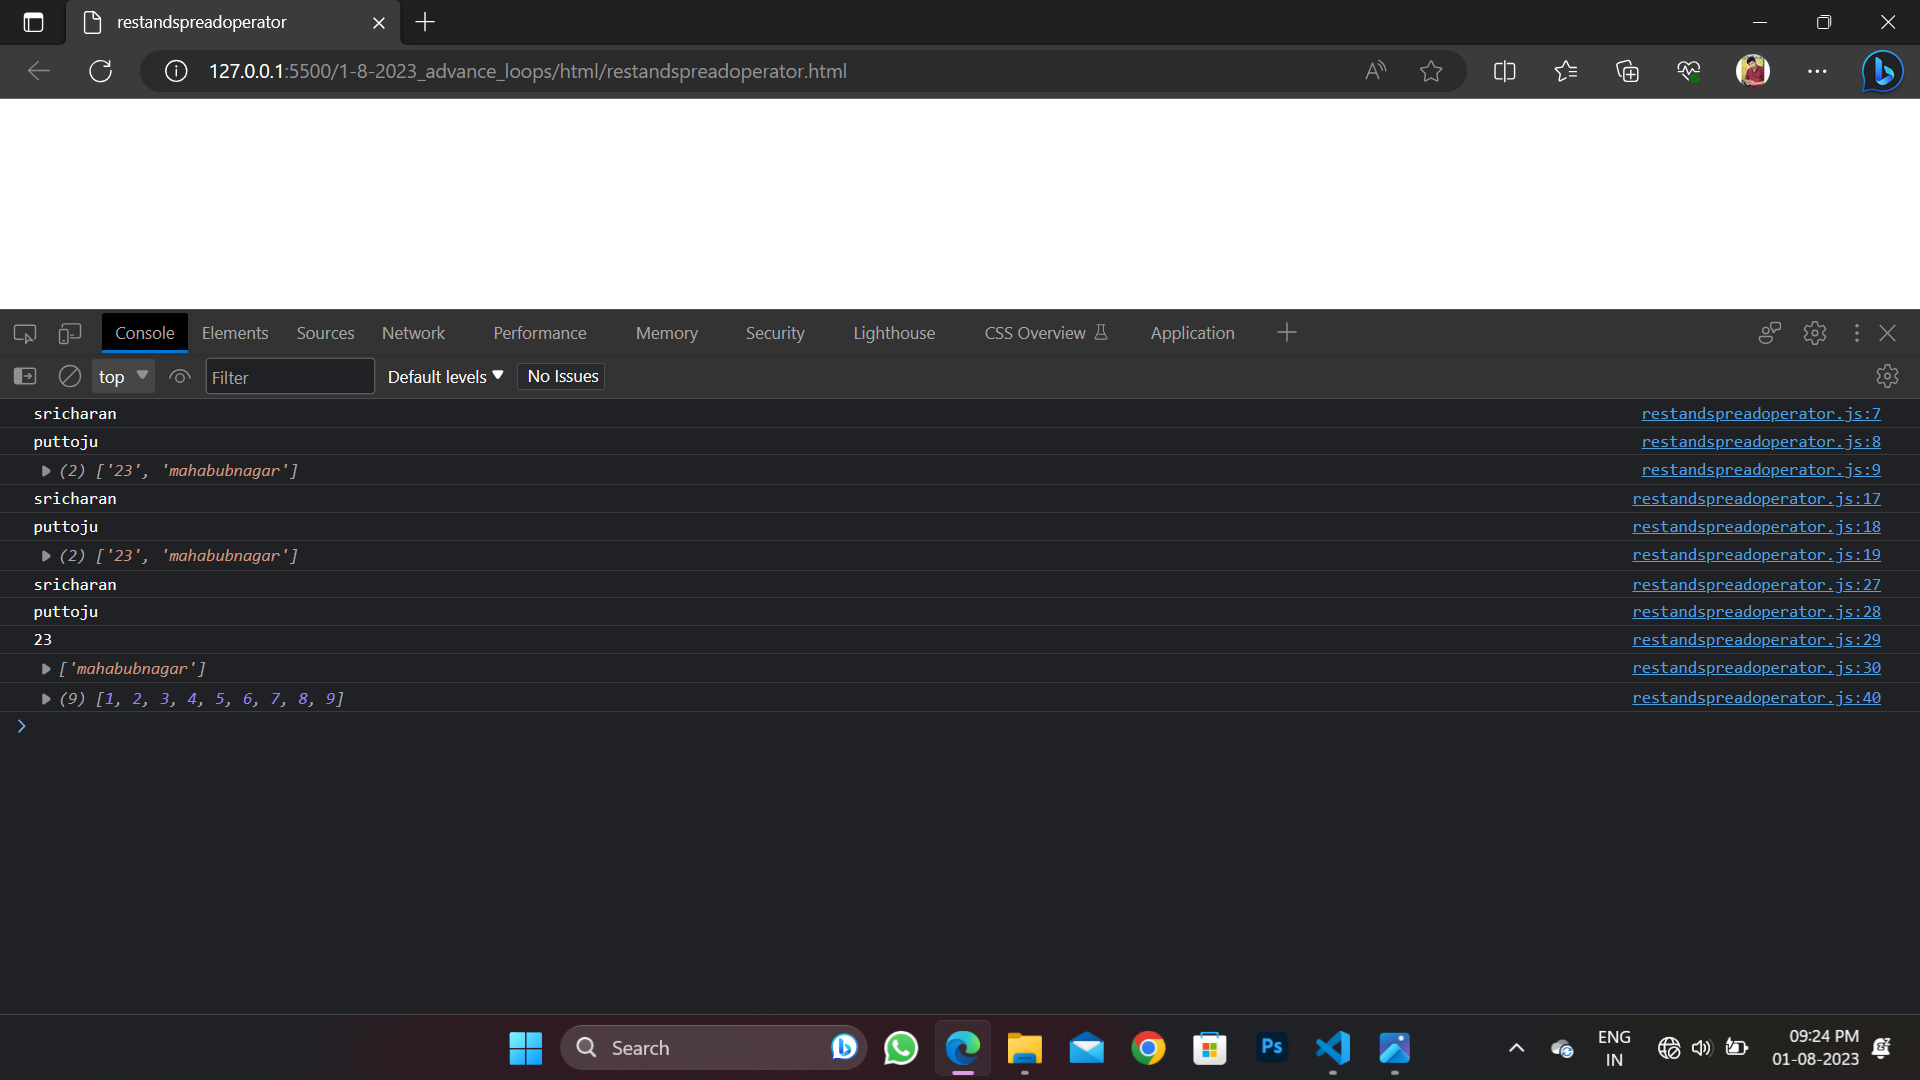 restandspreadoperator
127.0.0.1:5500/1-8-2023_advance_loops/html/restandspreadoperator.html
Console Elements Sources Network Performance Memory Security Lighthouse CSS Overview Application
top Filter Default levels No Issues
sricharan restandspreadoperator.js:7
puttoju restandspreadoperator.js:8
(2) ['23', 'mahabubnagar'] restandspreadoperator.js:9
sricharan restandspreadoperator.js:17
puttoju restandspreadoperator.js:18
(2) ['23', 'mahabubnagar'] restandspreadoperator.js:19
sricharan restandspreadoperator.js:27
puttoju restandspreadoperator.js:28
23 restandspreadoperator.js:29
['mahabubnagar'] restandspreadoperator.js:30
(9) [1, 2, 3, 4, 5, 6, 7, 8, 9] restandspreadoperator.js:40
Search
Ps
ENG
IN
09:24 PM
01-08-2023